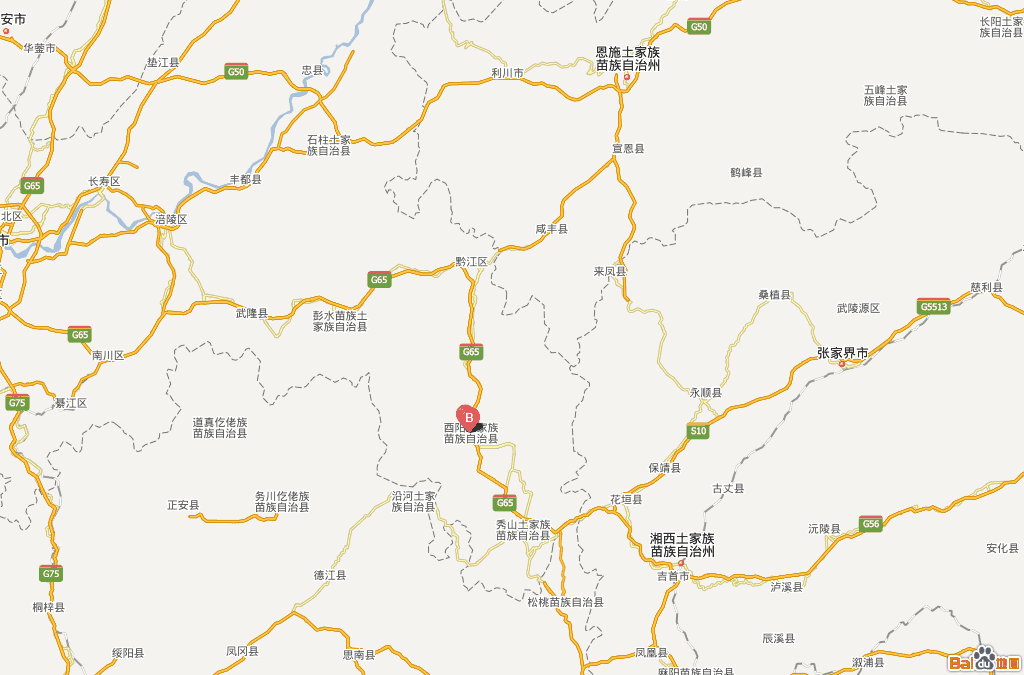 安市
华蓥市
垫江县
G50
忠县
利川市
恩施土家族
苗族自治州
G50
长阳土家
族自治县
五峰土家
族自治县
石柱土家
族自治县
宣恩县
鹤峰县
G65
长寿区
丰都县
北区
涪陵区
市
咸丰县
黔江区
来凤县
G65
桑植县
慈利县
武陵源区
G5513
武隆县
彭水苗族土
家族自治县
G65
南川区
G65
张家界市
G75
綦江区
永顺县
道真仡佬族
苗族自治县
B
酉阳土家族
苗族自治县
S10
保靖县
古丈县
正安县
务川仡佬族
苗族自治县
沿河土家
族自治县
G65
花垣县
秀山土家族
苗族自治县
湘西土家族
苗族自治州
沅陵县
G56
安化县
G75
德江县
吉首市
泸溪县
桐梓县
松桃苗族自治县
绥阳县
凤冈县
思南县
凤凰县
辰溪县
麻阳苗族自治县
溆浦县
Bai du 地图